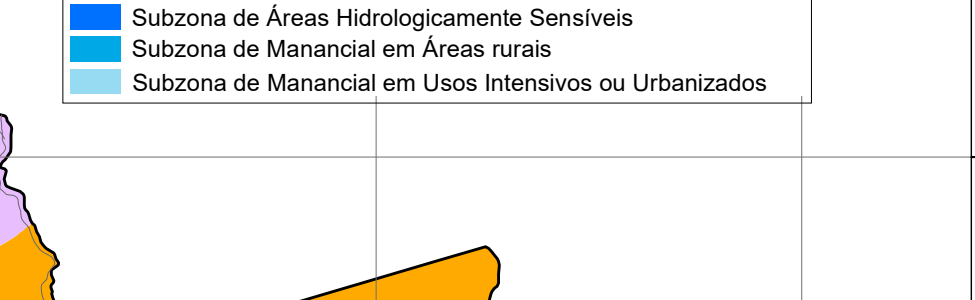 Subzona de Áreas Hidrologicamente Sensíveis
Subzona de Manancial em Áreas rurais
Subzona de Manancial em Usos Intensivos ou Urbanizados